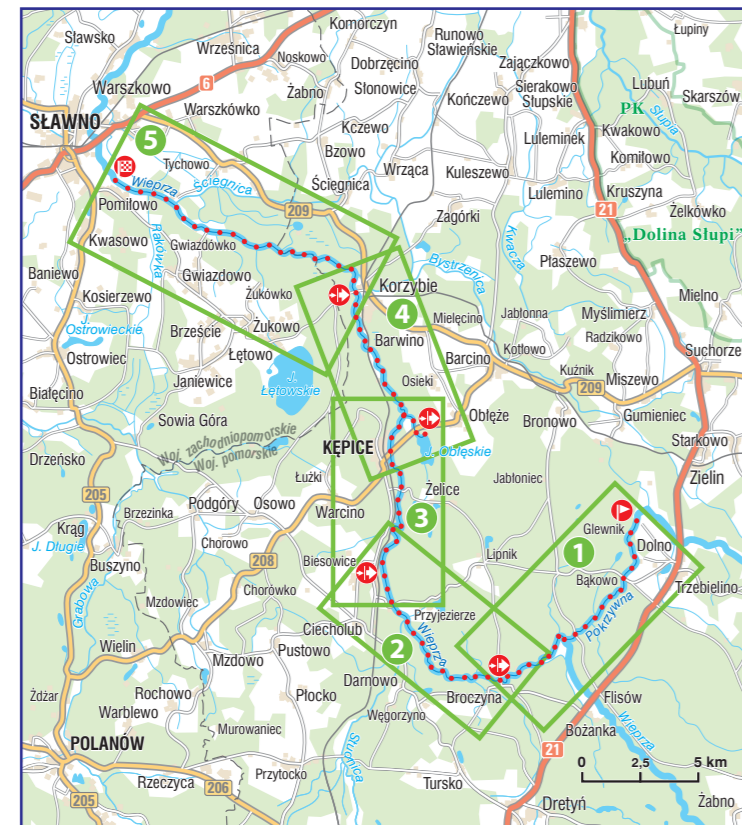 Sławsko
Komorczyn
Runowo
Sławieńskie
Łupiny
Wrześnica
Noskowo
Dobrzęcino
Zajączkowo
6
Warszkowo
Żabno
Słonowice
Sierakowo
Słupskie
Lubuń
Skarszów
Kończewo
PK
Słupia
SŁAWNO
Warszkówko
Kczewo
Luleminek
Kwakowo
5
Bzowo
Wrząca
Komiłowo
Tychowo
Ścięgnica
Kuleszewo
Wieprza
Ścięgnica
Lulemino
Kruszyna
Pomiłowo
209
Zagórki
21
Żelkówko
Kwasowo
Rakówka
Gwiazdówko
Kwacza
„Dolina Słupi”
Baniewo
Bystrzenica
Płaszewo
Gwiazdowo
Korzybie
Kosierzewo
Żukówko
Mielno
4
Jabłonna
Myślimierz
J.
Ostrowieckie
Brzeście
Żukowo
Mielęcino
Radzikowo
Barwino
Kotłowo
Suchorze
Ostrowiec
Łętowo
Barcino
Kuźnik
J.
Łętowskie
Miszewo
Osieki
209
Białęcino
Janiewice
Sowia Góra
Obłęże
Gumieniec
Bronowo
Woj. zachodniopomorskie
Woj. pomorskie
KĘPICE
J. Obłęskie
Starkowo
Drzeńsko
Zielin
Łużki
Jabłoniec
205
Podgóry
Osowo
Żelice
Brzezinka
Warcino
3
Glewnik
Krąg
Chorowo
208
1
J. Długie
Dolno
Buszyno
Biesowice
Lipnik
Grabowa
Chorówko
Bąkowo
Trzebielino
Mzdowiec
Przyjezierze
Pokrzywna
Ciecholub
Wieprza
2
Wielin
Pustowo
Mzdowo
Darnowo
Żdżar
Rochowo
Płocko
Broczyna
Flisów
Warblewo
Węgorzyno
Wieprza
Murowaniec
Bożanka
POLANÓW
Studnica
21
Przytocko
0 2,5 5 km
Rzeczyca
206
Tursko
205
Dretyń
Żabno